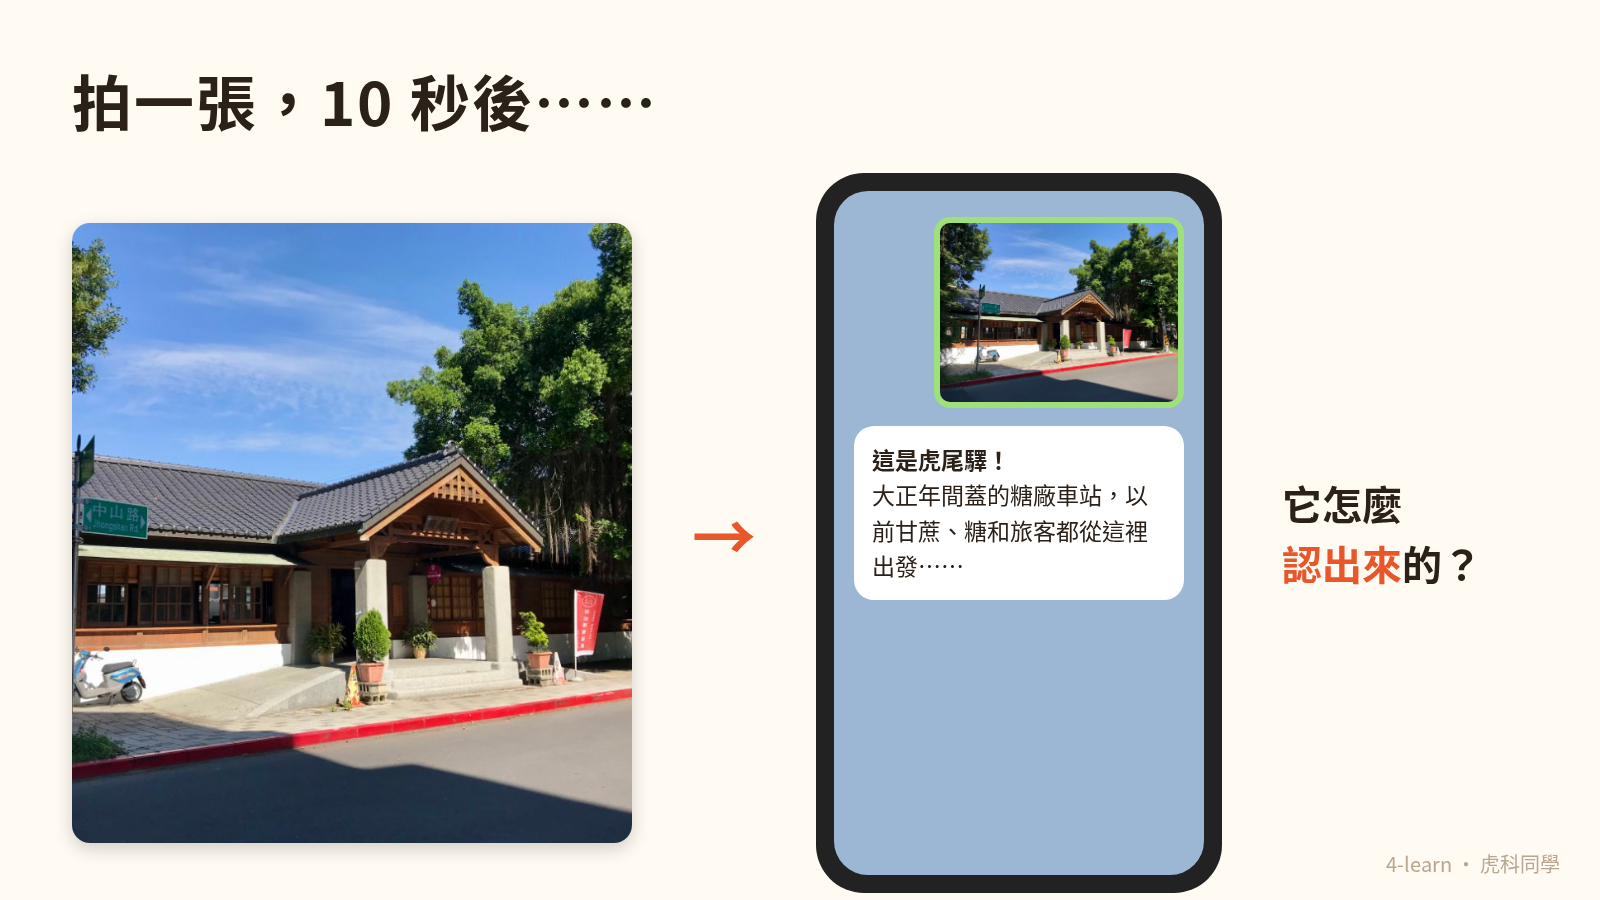 拍一張，10 秒後……
中山路
Jhongshan Rd.
→
這是虎尾驛！
大正年間蓋的糖廠車站，以
前甘蔗、糖和旅客都從這裡
出發……
它怎麼
認出來的？
4-learn · 虎科同學